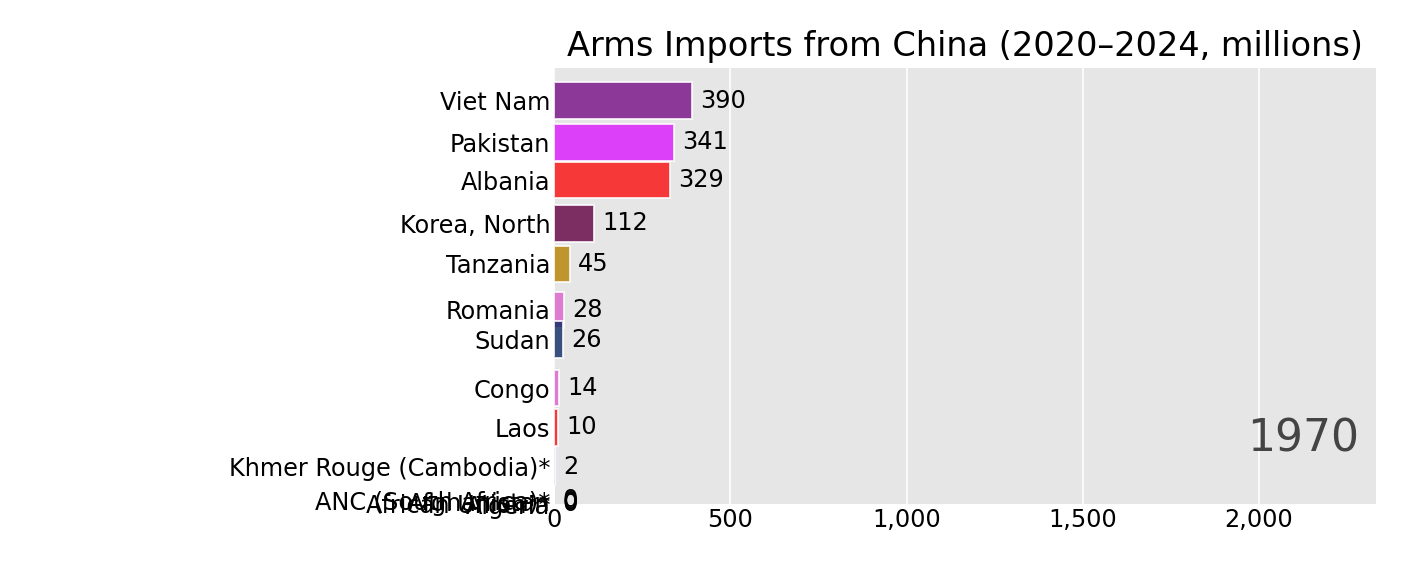 Arms Imports from China (2020–2024, millions)
Viet Nam 390
Pakistan 341
Albania 329
Korea, North 112
Tanzania 45
Romania 28
Sudan 26
Congo 14
Laos 10
1970
Khmer Rouge (Cambodia)* 2
0 500 1,000 1,500 2,000